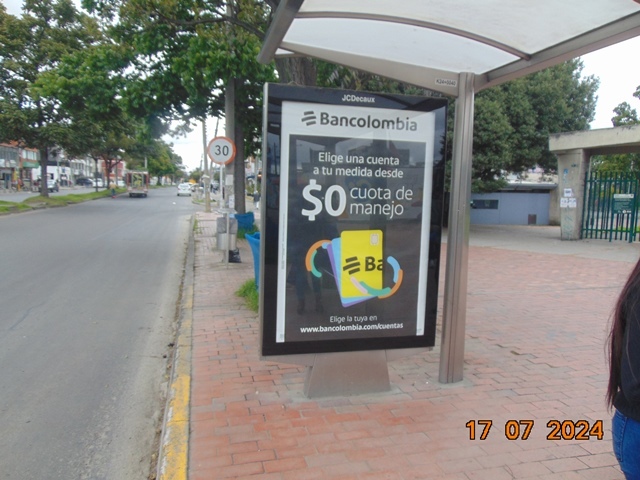 JCDecaux
Bancolombia
30
Elige una cuenta
a tu medida desde
$0 cuota de
manejo
Ba
Elige la tuya en
www.bancolombia.com/cuentas
17 07 2024